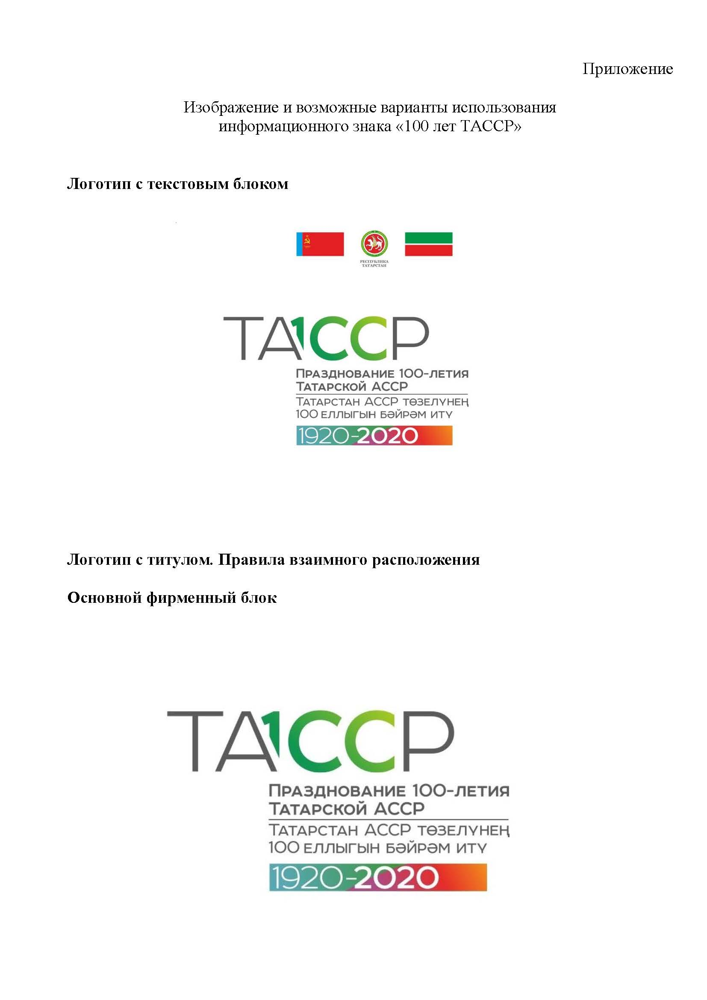 Приложение
Изображение и возможные варианты использования
информационного знака «100 лет ТАССР»
Логотип с текстовым блоком
РЕСПУБЛИКА
ТАТАРСТАН
ТА1ССР
Празднование 100-летия
Татарской АССР
Татарстан АССР төзелүнең
100 еллыгын бәйрәм итү
1920-2020
Логотип с титулом. Правила взаимного расположения
Основной фирменный блок
ТА1ССР
Празднование 100-летия
Татарской АССР
Татарстан АССР төзелүнең
100 еллыгын бәйрәм итү
1920-2020